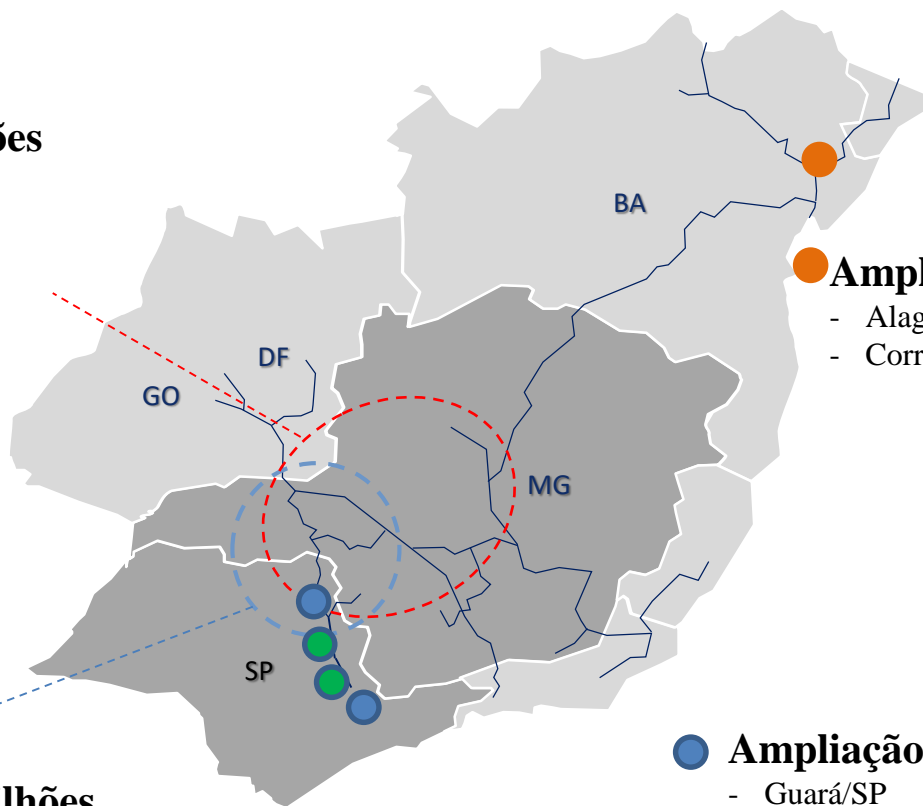 ões
BA
Ampl
- Alag
- Corr
DF
GO
MG
SP
Ampliação
- Guará/SP
lhões